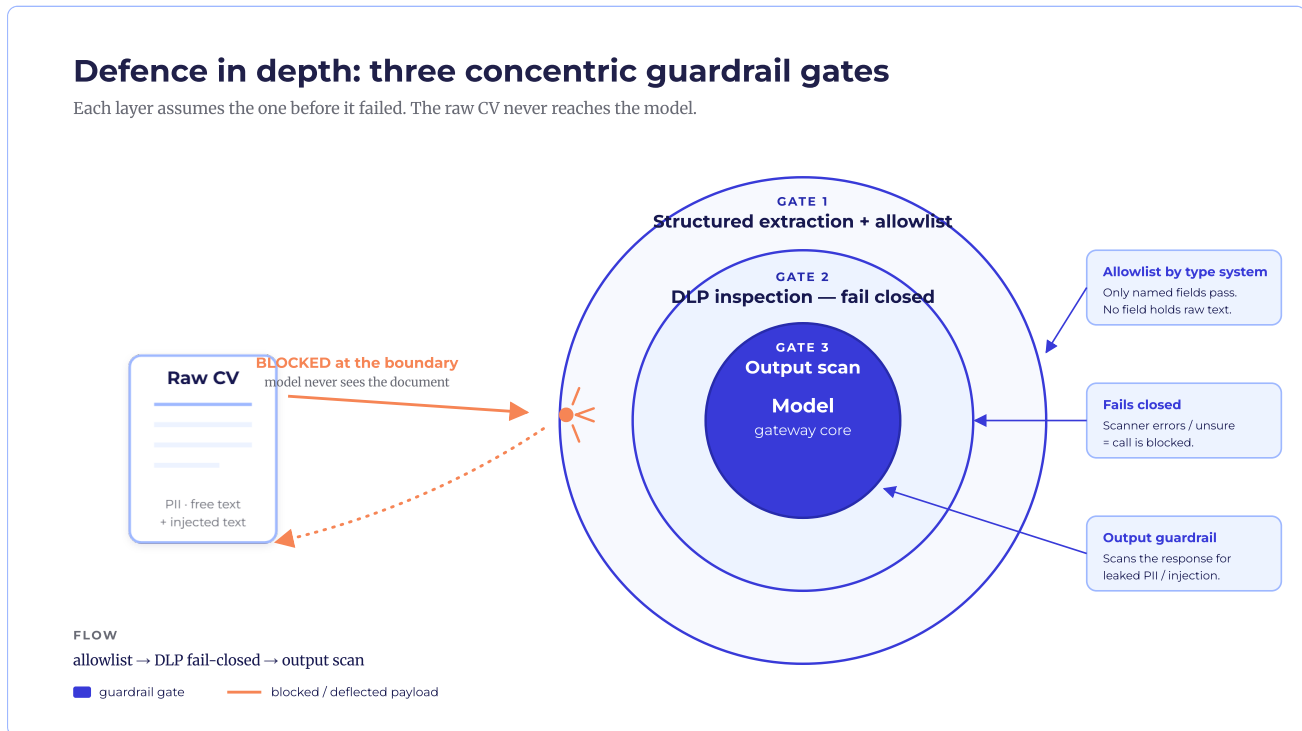 Defence in depth: three concentric guardrail gates
Each layer assumes the one before it failed. The raw CV never reaches the model.
GATE 1
Structured extraction + allowlist
GATE 2
DLP inspection — fail closed
GATE 3
Output scan
Model
gateway core
Raw CV
PII · free text
+ injected text
BLOCKED at the boundary
model never sees the document
Allowlist by type system
Only named fields pass.
No field holds raw text.
Fails closed
Scanner errors / unsure
= call is blocked.
Output guardrail
Scans the response for
leaked PII / injection.
FLOW
allowlist → DLP fail-closed → output scan
guardrail gate
blocked / deflected payload